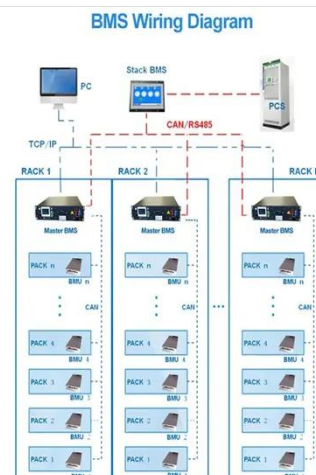 BMS Wiring Diagram
Stack BMS
PC
PCS
CAN/RS485
TCP/IP
RACK 1
RACK 2
RACK
Master BMS
Master BMS
Master BMS
PACK n
BMU n
PACK n
BMU n
PACK n
BMU n
CAN
CAN
CAN
PACK 4
BMU 4
PACK 4
BMU 4
PACK 4
BMU 4
PACK 3
BMU 3
PACK 3
BMU 3
PACK 3
BMU 3
PACK 2
BMU 2
PACK 2
BMU 2
PACK 2
BMU 2
PACK 1
PACK 1
PACK 1